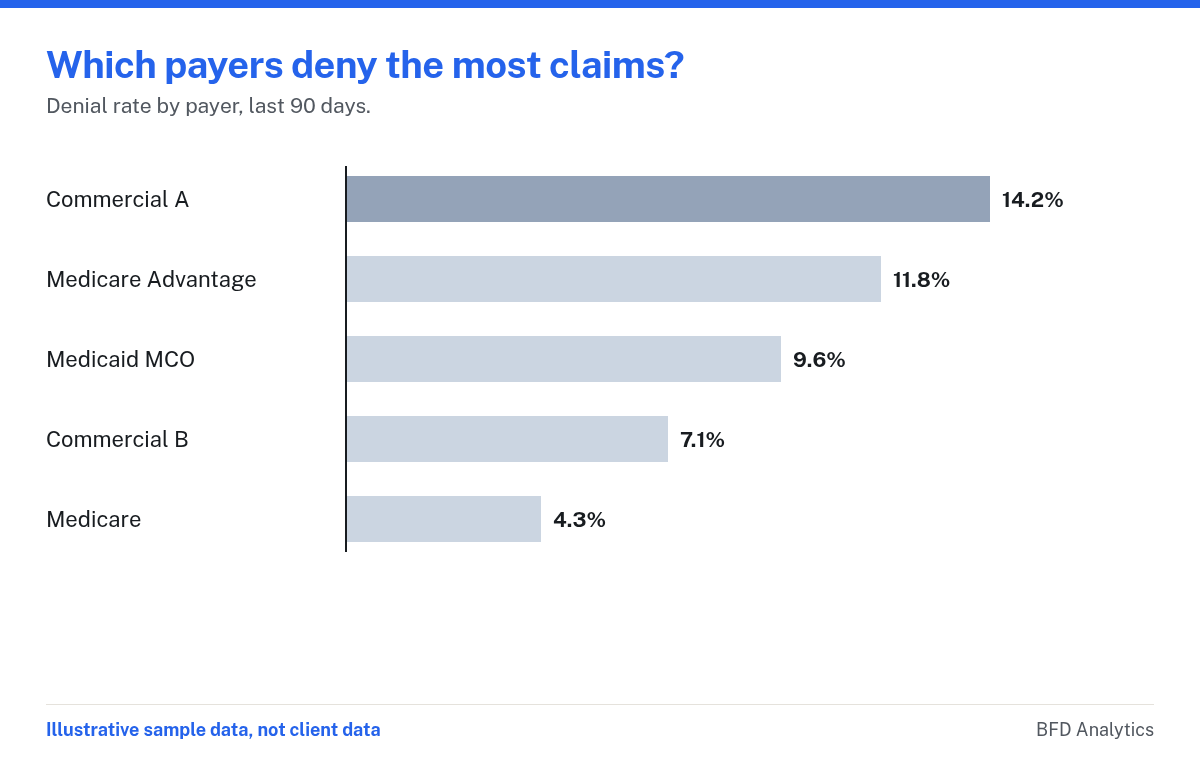 Which payers deny the most claims?
Denial rate by payer, last 90 days.
Commercial A 14.2%
Medicare Advantage 11.8%
Medicaid MCO 9.6%
Commercial B 7.1%
Medicare 4.3%
Illustrative sample data, not client data BFD Analytics